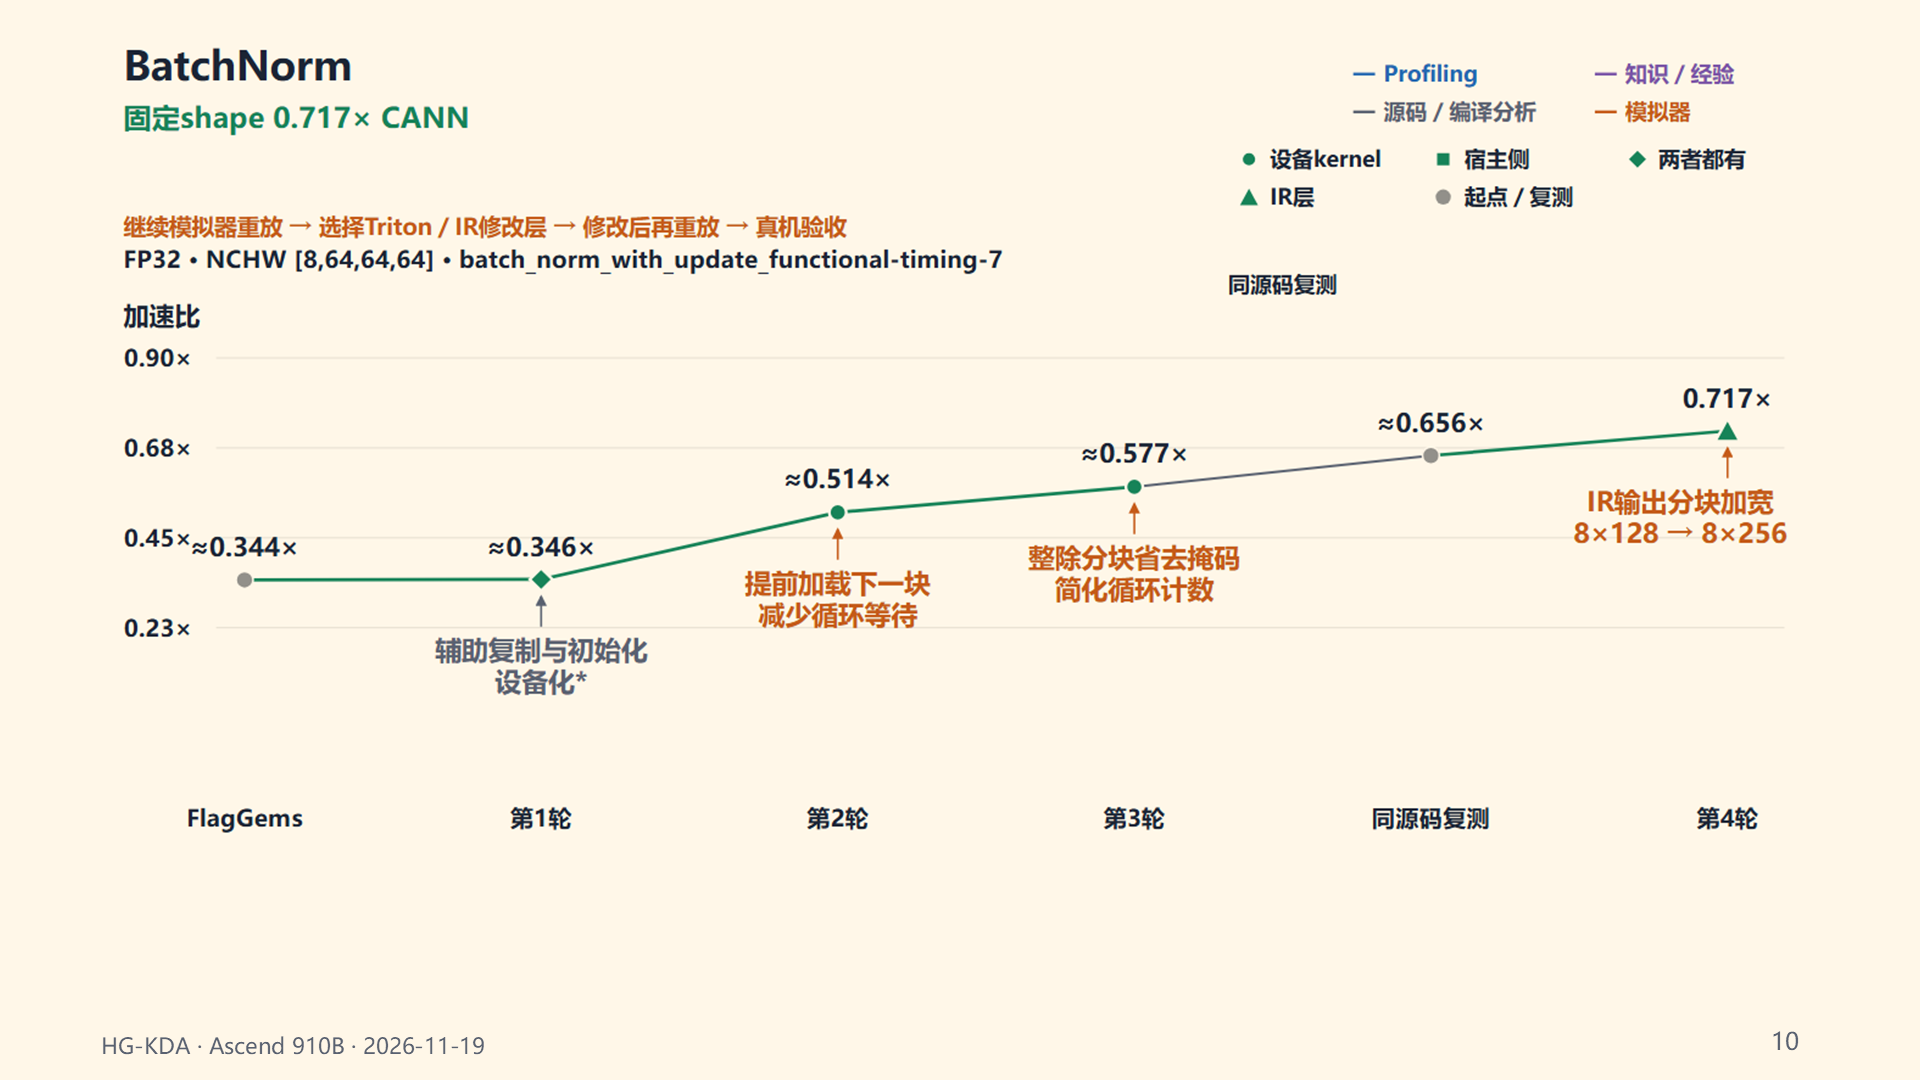 BatchNorm
固定shape 0.717× CANN
— Profiling
— 知识 / 经验
— 源码 / 编译分析
— 模拟器
设备kernel
宿主侧
两者都有
IR层
起点 / 复测
继续模拟器重放 → 选择Triton / IR修改层 → 修改后再重放 → 真机验收
FP32 • NCHW [8,64,64,64] • batch_norm_with_update_functional-timing-7
同源码复测
加速比
0.90×
0.68×
0.45×
0.23×
≈0.344×
≈0.346×
≈0.514×
≈0.577×
≈0.656×
0.717×
辅助复制与初始化
设备化*
提前加载下一块
减少循环等待
整除分块省去掩码
简化循环计数
IR输出分块加宽
8×128 → 8×256
FlagGems
第1轮
第2轮
第3轮
同源码复测
第4轮
HG-KDA · Ascend 910B · 2026-11-19
10